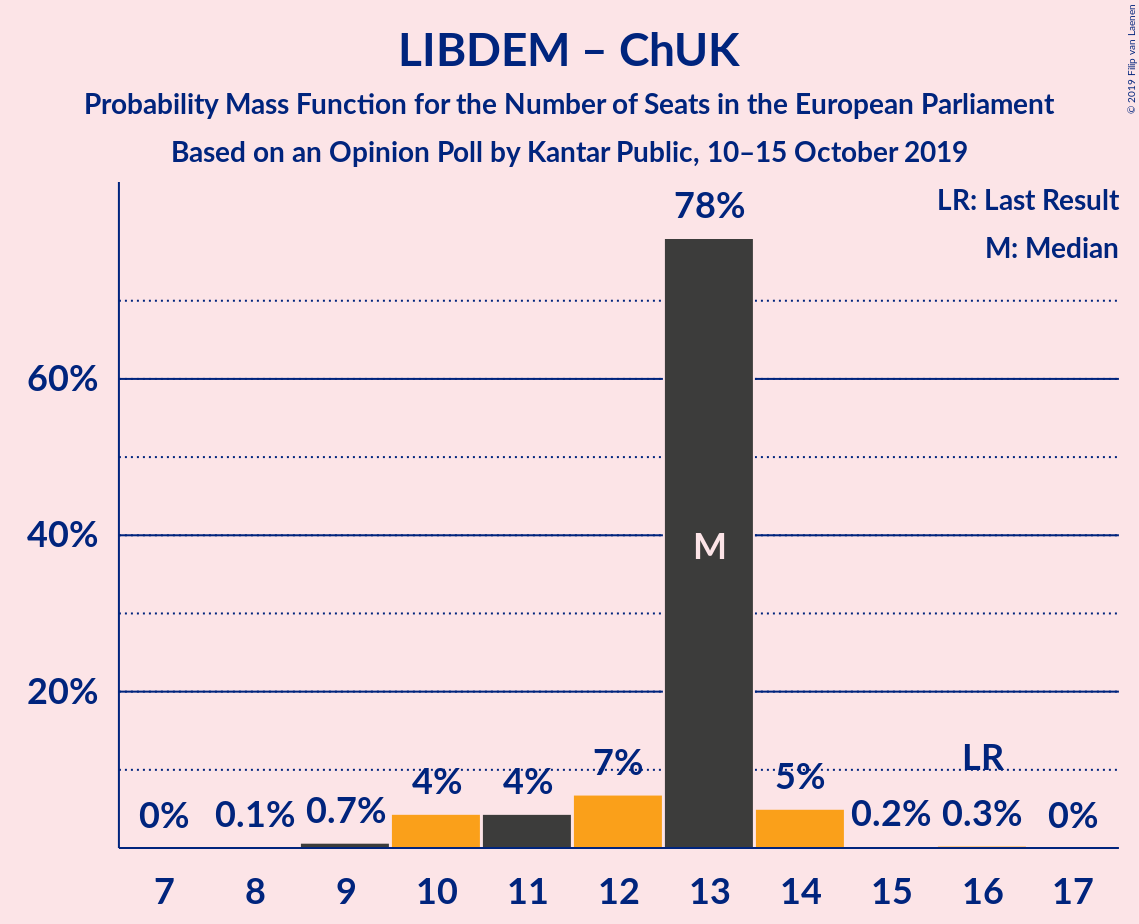 LIBDEM – ChUK
Probability Mass Function for the Number of Seats in the European Parliament
Based on an Opinion Poll by Kantar Public, 10–15 October 2019
© 2019 Filip van Laenen
LR: Last Result
M: Median
60%
40%
20%
0%
0.1%
0.7%
4%
4%
7%
78%
M
5%
0.2%
LR
0.3%
0%
7 8 9 10 11 12 13 14 15 16 17